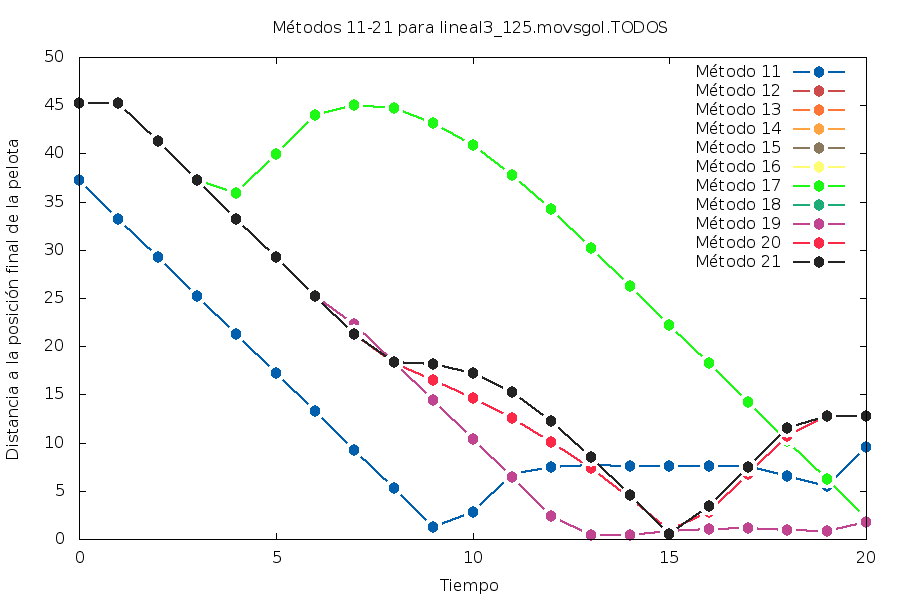 Métodos 11-21 para lineal3_125.movsgol.TODOS
Distancia a la posición final de la pelota
50
45
40
35
30
25
20
15
10
5
0
Método 11
Método 12
Método 13
Método 14
Método 15
Método 16
Método 17
Método 18
Método 19
Método 20
Método 21
0 5 10 15 20
Tiempo